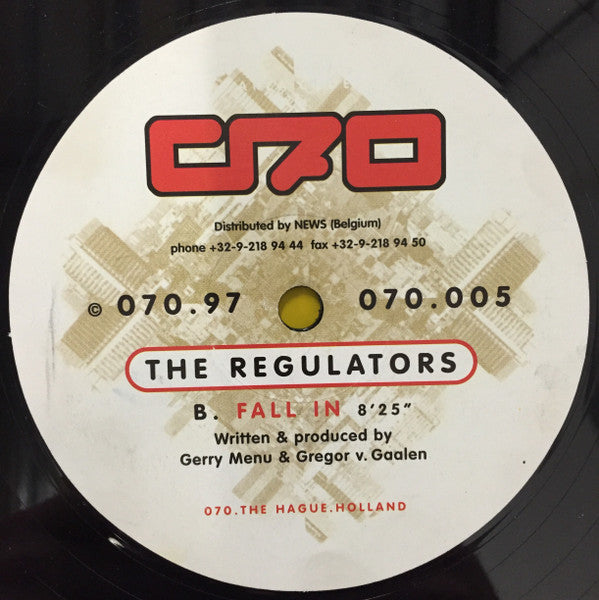 070
Distributed by NEWS (Belgium)
phone +32-9-218 94 44 fax +32-9-218 94 50
© 070.97 070.005
THE REGULATORS
B. FALL IN 8'25"
Written & produced by
Gerry Menu & Gregor v. Gaalen
070.THE HAGUE.HOLLAND